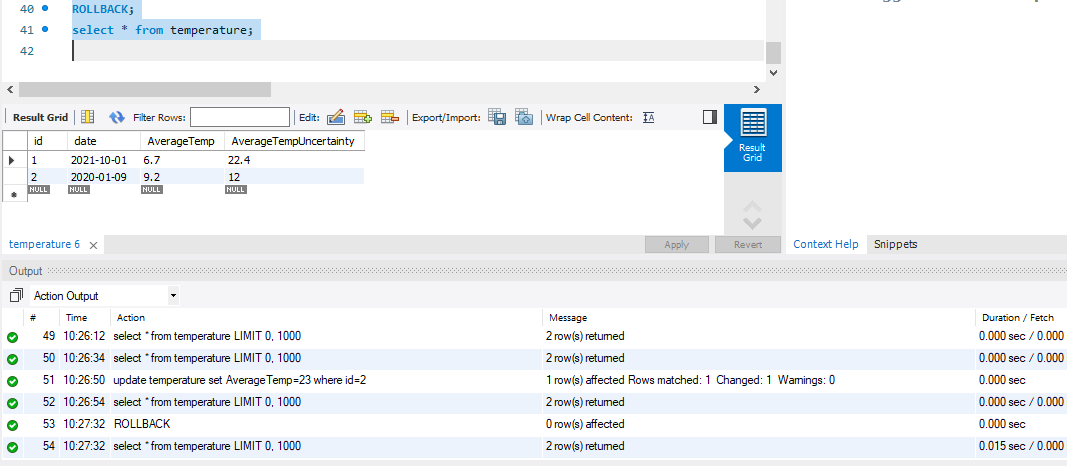 40 ROLLBACK;
41 select * from temperature;
42
Result Grid Filter Rows: Edit: Export/Import: Wrap Cell Content: IA
Result
Grid
id date AverageTemp AverageTempUncertainty
1 2021-10-01 6.7 22.4
2 2020-01-09 9.2 12
NULL NULL NULL NULL
temperature 6 Apply Revert Context Help Snippets
Output
Action Output
# Time Action Message Duration / Fetch
49 10:26:12 select * from temperature LIMIT 0, 1000 2 row(s) returned 0.000 sec / 0.000
50 10:26:34 select * from temperature LIMIT 0, 1000 2 row(s) returned 0.000 sec / 0.000
51 10:26:50 update temperature set AverageTemp=23 where id=2 1 row(s) affected Rows matched: 1 Changed: 1 Warnings: 0 0.000 sec
52 10:26:54 select * from temperature LIMIT 0, 1000 2 row(s) returned 0.000 sec / 0.000
53 10:27:32 ROLLBACK 0 row(s) affected 0.000 sec
54 10:27:32 select * from temperature LIMIT 0, 1000 2 row(s) returned 0.015 sec / 0.000